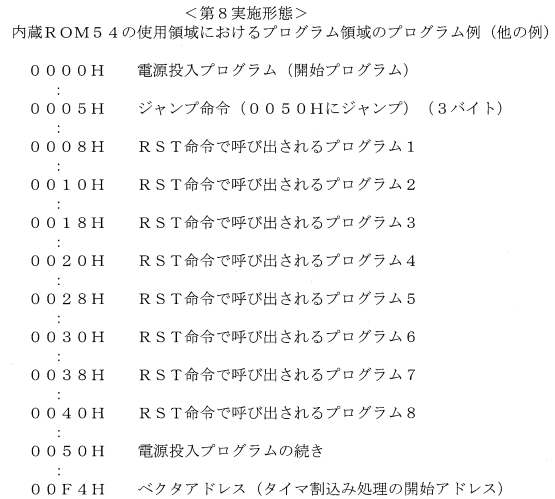 ＜第８実施形態＞
内蔵ＲＯＭ５４の使用領域におけるプログラム領域のプログラム例（他の例）
００００Ｈ　電源投入プログラム（開始プログラム）
：
０００５Ｈ　ジャンプ命令（００５０Ｈにジャンプ）（３バイト）
：
０００８Ｈ　ＲＳＴ命令で呼び出されるプログラム１
：
００１０Ｈ　ＲＳＴ命令で呼び出されるプログラム２
：
００１８Ｈ　ＲＳＴ命令で呼び出されるプログラム３
：
００２０Ｈ　ＲＳＴ命令で呼び出されるプログラム４
：
００２８Ｈ　ＲＳＴ命令で呼び出されるプログラム５
：
００３０Ｈ　ＲＳＴ命令で呼び出されるプログラム６
：
００３８Ｈ　ＲＳＴ命令で呼び出されるプログラム７
：
００４０Ｈ　ＲＳＴ命令で呼び出されるプログラム８
：
００５０Ｈ　電源投入プログラムの続き
：
００Ｆ４Ｈ　ベクタアドレス（タイマ割込み処理の開始アドレス）